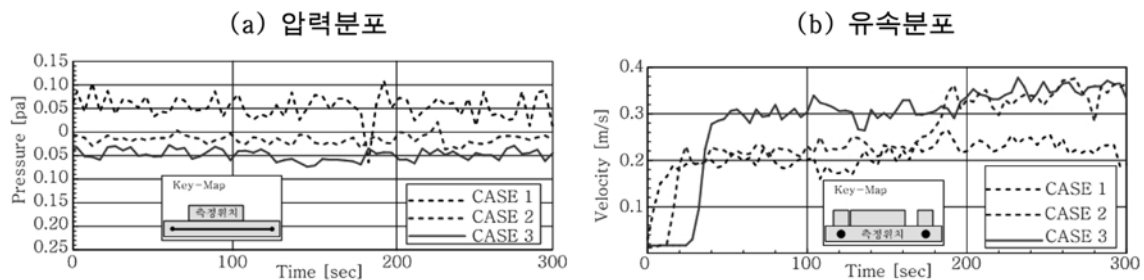 (a) 압력분포
Pressure [pa]
0.15
0.10
0.05
0
0.05
0.10
0.15
0.20
0.25
Key-Map
측정위치
CASE 1
CASE 2
CASE 3
0
100
200
300
Time [sec]
(b) 유속분포
Velocity [m/s]
0.4
0.3
0.2
0.1
Key-Map
측정위치
CASE 1
CASE 2
CASE 3
0
100
200
300
Time [sec]